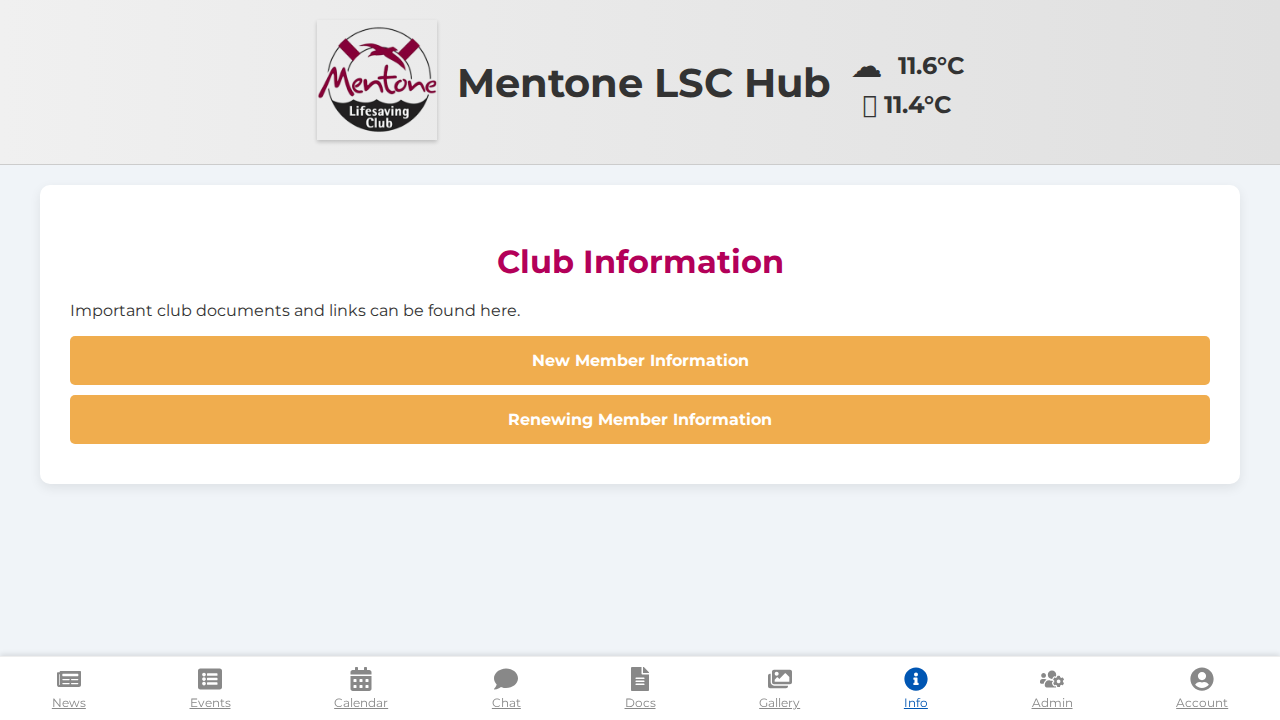 Mentone
Lifesaving
Club
Mentone LSC Hub
☁ 11.6°C
11.4°C
Club Information
Important club documents and links can be found here.
New Member Information
Renewing Member Information
News
Events
Calendar
Chat
Docs
Gallery
Info
Admin
Account